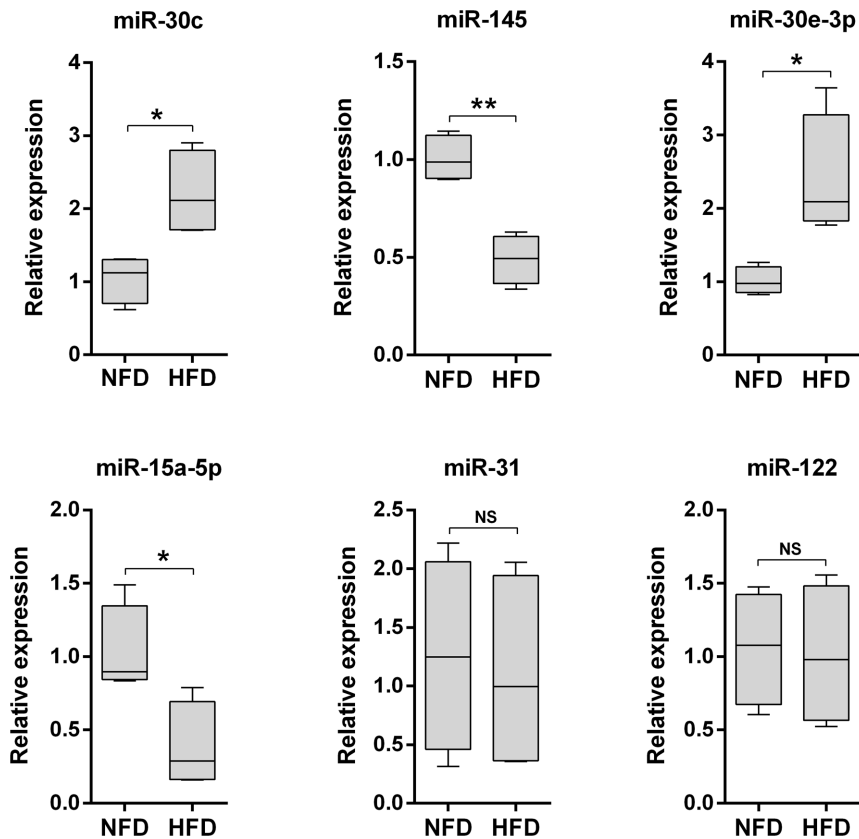 miR-30c
Relative expression
4
3
2
1
0
*
NFD HFD
miR-145
Relative expression
1.5
1.0
0.5
0.0
**
NFD HFD
miR-30e-3p
Relative expression
4
3
2
1
0
*
NFD HFD
miR-15a-5p
Relative expression
2.0
1.5
1.0
0.5
0.0
*
NFD HFD
miR-31
Relative expression
2.5
2.0
1.5
1.0
0.5
0.0
NS
NFD HFD
miR-122
Relative expression
2.0
1.5
1.0
0.5
0.0
NS
NFD HFD